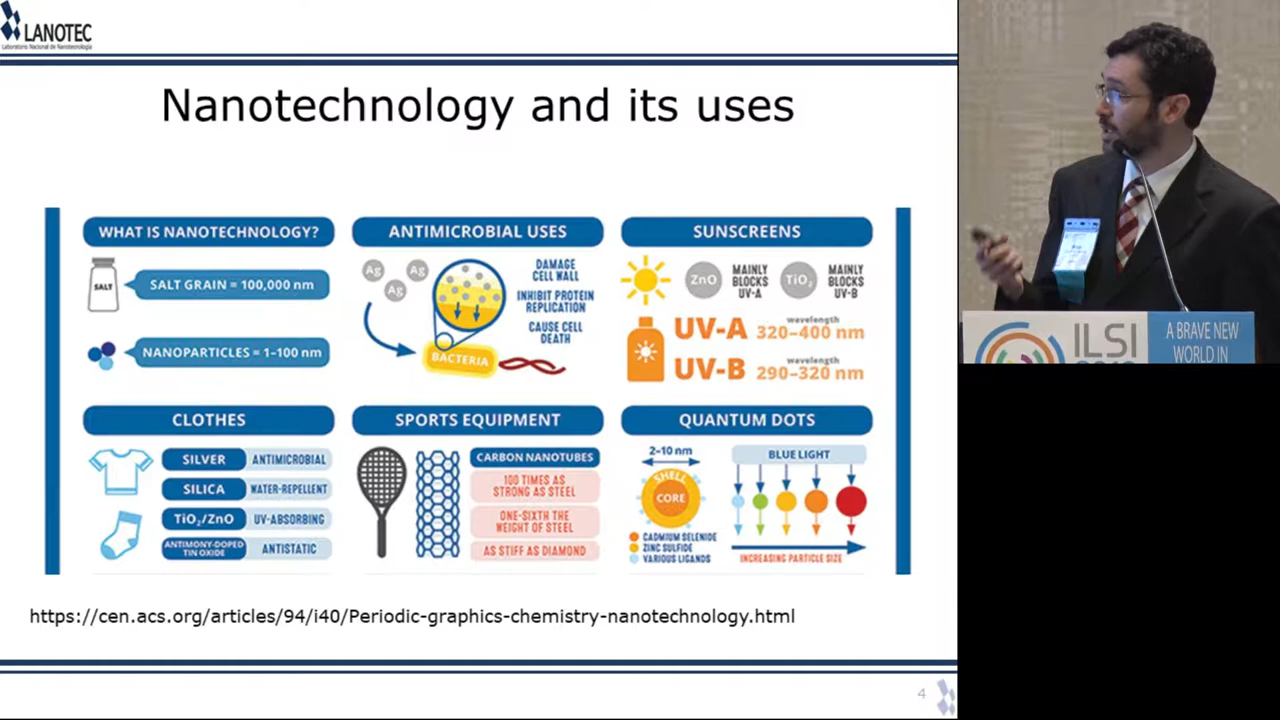 LANOTEC
Laboratorio Nacional de Nanotecnología
Nanotechnology and its uses
WHAT IS NANOTECHNOLOGY?
SALT
SALT GRAIN = 100,000 nm
NANOPARTICLES = 1–100 nm
ANTIMICROBIAL USES
Ag
Ag
Ag
DAMAGE
CELL WALL
INHIBIT PROTEIN
REPLICATION
CAUSE CELL
DEATH
BACTERIA
SUNSCREENS
ZnO
MAINLY
BLOCKS
UV-A
TiO₂
MAINLY
BLOCKS
UV-B
UV-A
wavelength
320–400 nm
UV-B
wavelength
290–320 nm
CLOTHES
SILVER ANTIMICROBIAL
SILICA WATER-REPELLENT
TiO₂/ZnO UV-ABSORBING
ANTIMONY-DOPED
TIN OXIDE
ANTISTATIC
SPORTS EQUIPMENT
CARBON NANOTUBES
100 TIMES AS
STRONG AS STEEL
ONE-SIXTH THE
WEIGHT OF STEEL
AS STIFF AS DIAMOND
QUANTUM DOTS
2–10 nm
SHELL
CORE
CADMIUM SELENIDE
ZINC SULFIDE
VARIOUS LIGANDS
BLUE LIGHT
INCREASING PARTICLE SIZE
https://cen.acs.org/articles/94/i40/Periodic-graphics-chemistry-nanotechnology.html
4
ILSI
A BRAVE NEW
WORLD IN